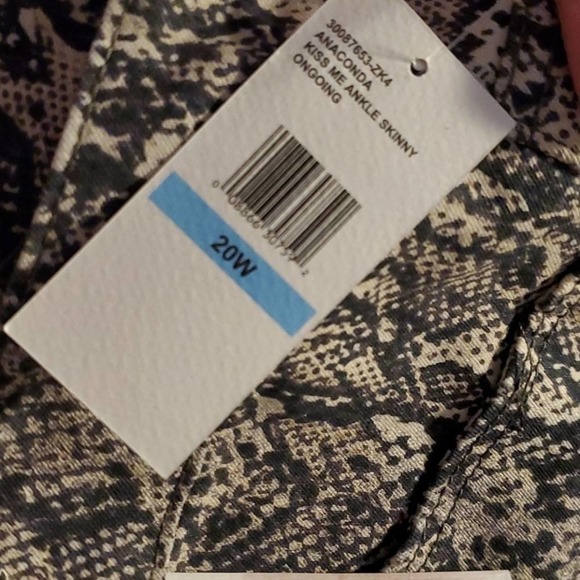 30087653-ZK4
ANACONDA
KISS ME ANKLE SKINNY
ONGOING
20W